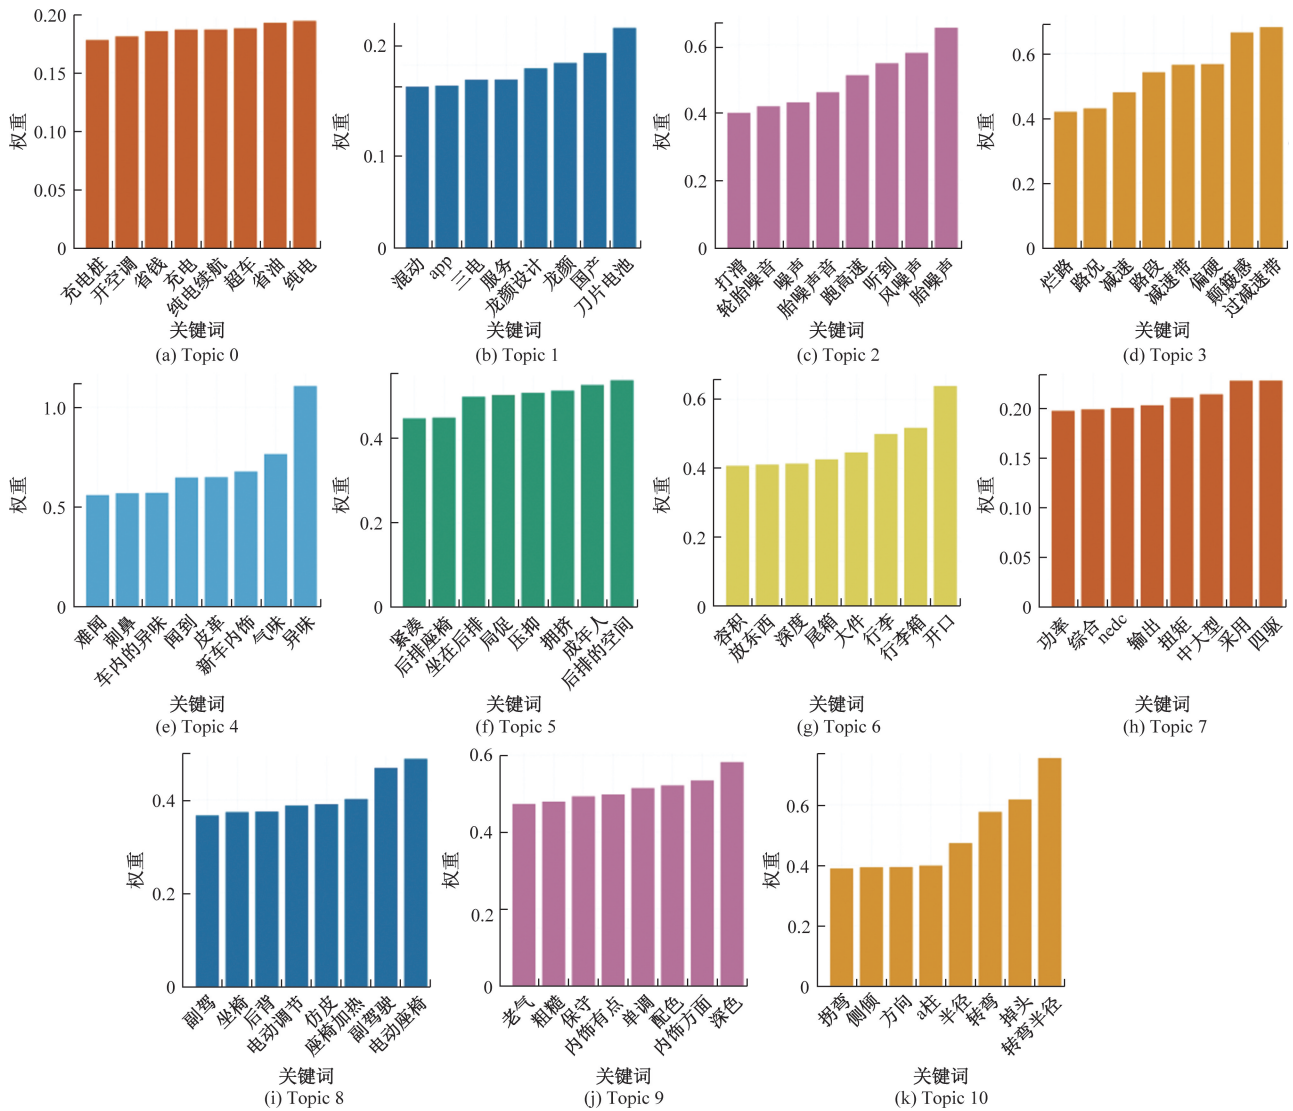 权重
0.20
0.15
0.10
0.05
0
充电桩 开空调 省钱 充电 纯电续航 超车 省油 纯电
关键词
(a) Topic 0
权重
0.2
0.1
0
混动 app 三电 服务 龙颜设计 龙颜 国产 刀片电池
关键词
(b) Topic 1
权重
0.6
0.4
0.2
0
打滑 轮胎噪音 噪声 胎噪声音 跑高速 听到 风噪声 胎噪声
关键词
(c) Topic 2
权重
0.6
0.4
0.2
0
烂路 路况 减速 路段 减速带 偏硬 颠簸感 过减速带
关键词
(d) Topic 3
权重
1.0
0.5
0
难闻 刺鼻 车内的异味 闻到 皮革 新车内饰 气味 异味
关键词
(e) Topic 4
权重
0.4
0.2
0
紧凑 后排座椅 坐在后排 局促 压抑 拥挤 成年人 后排的空间
关键词
(f) Topic 5
权重
0.6
0.4
0.2
0
容积 放东西 深度 尾箱 大件 行李 行李箱 开口
关键词
(g) Topic 6
权重
0.20
0.15
0.10
0.05
0
功率 综合 nedc 输出 扭矩 中大型 采用 四驱
关键词
(h) Topic 7
权重
0.4
0.2
0
副驾 坐椅 后背 电动调节 仿皮 座椅加热 副驾驶 电动座椅
关键词
(i) Topic 8
权重
0.6
0.4
0.2
0
老气 粗糙 保守 内饰有点 单调 配色 内饰方面 深色
关键词
(j) Topic 9
权重
0.6
0.4
0.2
0
拐弯 侧倾 方向 a柱 半径 转弯 掉头 转弯半径
关键词
(k) Topic 10